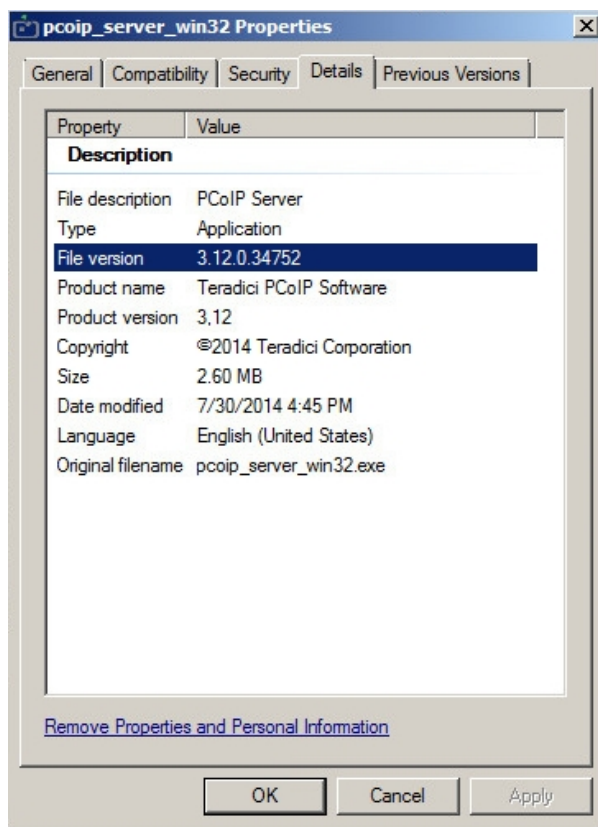 pcoip_server_win32 Properties
General Compatibility Security Details Previous Versions
Property Value
Description
File description PCoIP Server
Type Application
File version 3.12.0.34752
Product name Teradici PCoIP Software
Product version 3,12
Copyright ©2014 Teradici Corporation
Size 2.60 MB
Date modified 7/30/2014 4:45 PM
Language English (United States)
Original filename pcoip_server_win32.exe
Remove Properties and Personal Information
OK Cancel Apply